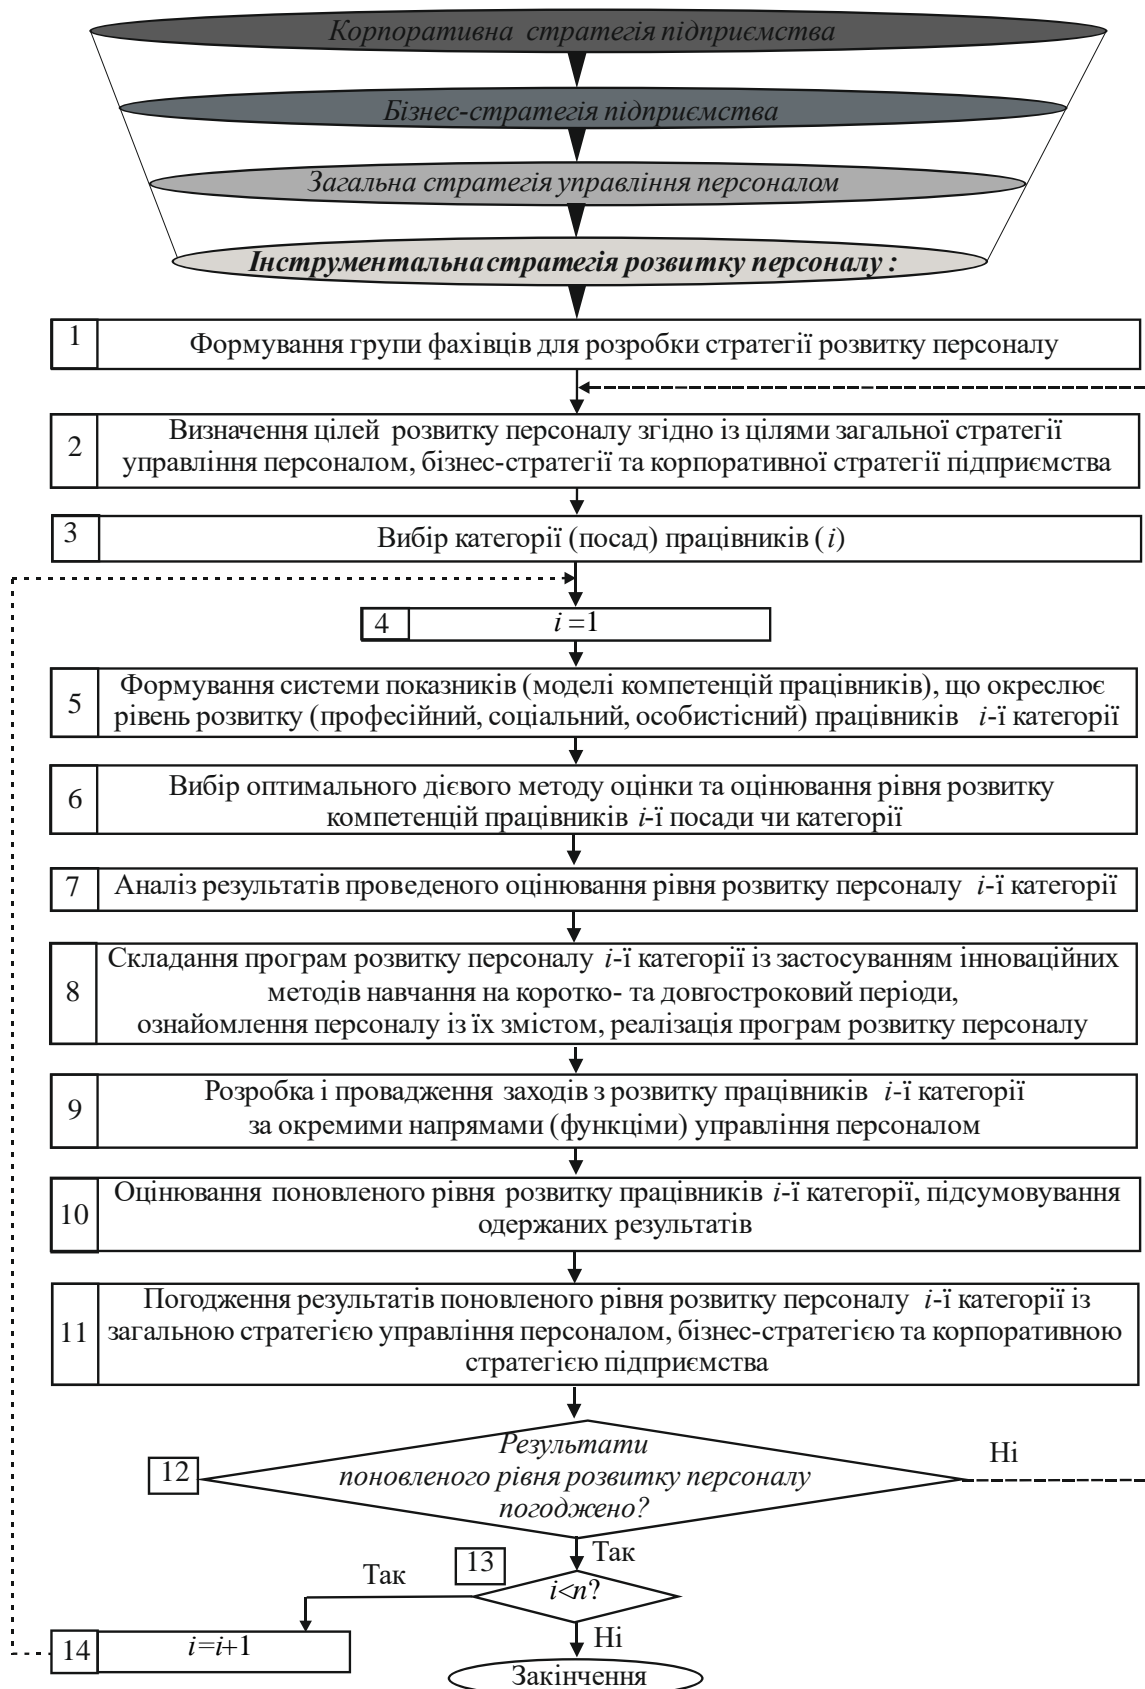 Корпоративна стратегія підприємства
Бізнес-стратегія підприємства
Загальна стратегія управління персоналом
Інструментальна стратегія розвитку персоналу :
1
Формування групи фахівців для розробки стратегії розвитку персоналу
2
Визначення цілей розвитку персоналу згідно із цілями загальної стратегії
управління персоналом, бізнес-стратегії та корпоративної стратегії підприємства
3
Вибір категорії (посад) працівників (i)
4
i =1
5
Формування системи показників (моделі компетенцій працівників), що окреслює
рівень розвитку (професійний, соціальний, особистісний) працівників i-ї категорії
6
Вибір оптимального дієвого методу оцінки та оцінювання рівня розвитку
компетенцій працівників i-ї посади чи категорії
7
Аналіз результатів проведеного оцінювання рівня розвитку персоналу i-ї категорії
8
Складання програм розвитку персоналу i-ї категорії із застосуванням інноваційних
методів навчання на коротко- та довгостроковий періоди,
ознайомлення персоналу із їх змістом, реалізація програм розвитку персоналу
9
Розробка і провадження заходів з розвитку працівників i-ї категорії
за окремими напрямами (функціми) управління персоналом
10
Оцінювання поновленого рівня розвитку працівників i-ї категорії, підсумовування
одержаних результатів
11
Погодження результатів поновленого рівня розвитку персоналу i-ї категорії із
загальною стратегією управління персоналом, бізнес-стратегією та корпоративною
стратегією підприємства
12
Результати
поновленого рівня розвитку персоналу
погоджено?
Ні
Так
13
i<n?
Так
Ні
14
i=i+1
Закінчення